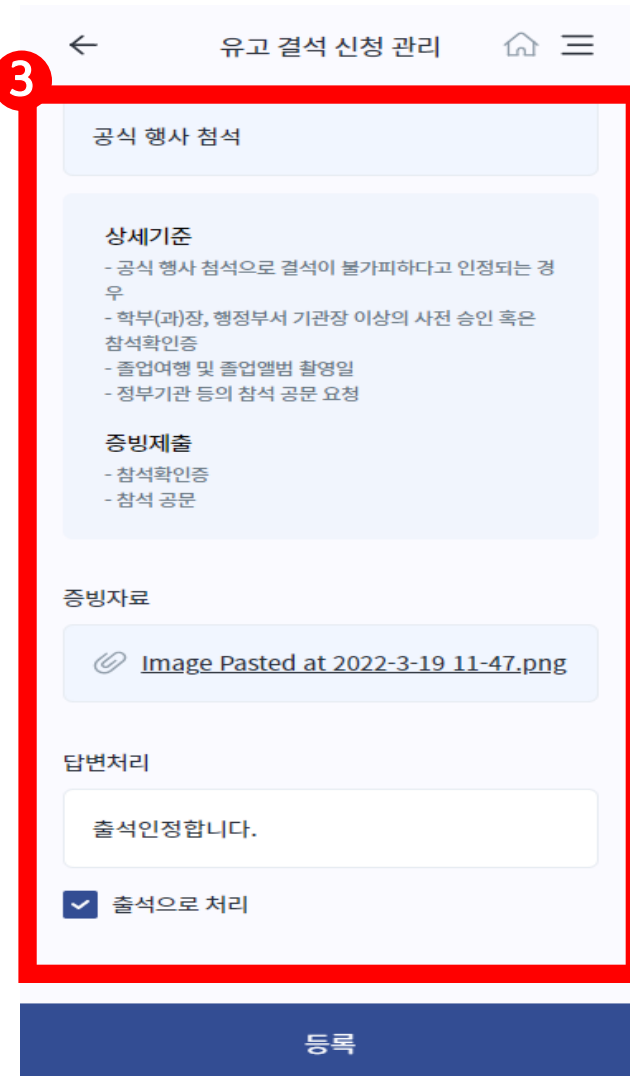 유고 결석 신청 관리
3
공식 행사 첨석
상세기준
- 공식 행사 첨석으로 결석이 불가피하다고 인정되는 경
우
- 학부(과)장, 행정부서 기관장 이상의 사전 승인 혹은
참석확인증
- 졸업여행 및 졸업앨범 촬영일
- 정부기관 등의 참석 공문 요청
증빙제출
- 참석확인증
- 참석 공문
증빙자료
Image Pasted at 2022-3-19 11-47.png
답변처리
출석인정합니다.
출석으로 처리
등록